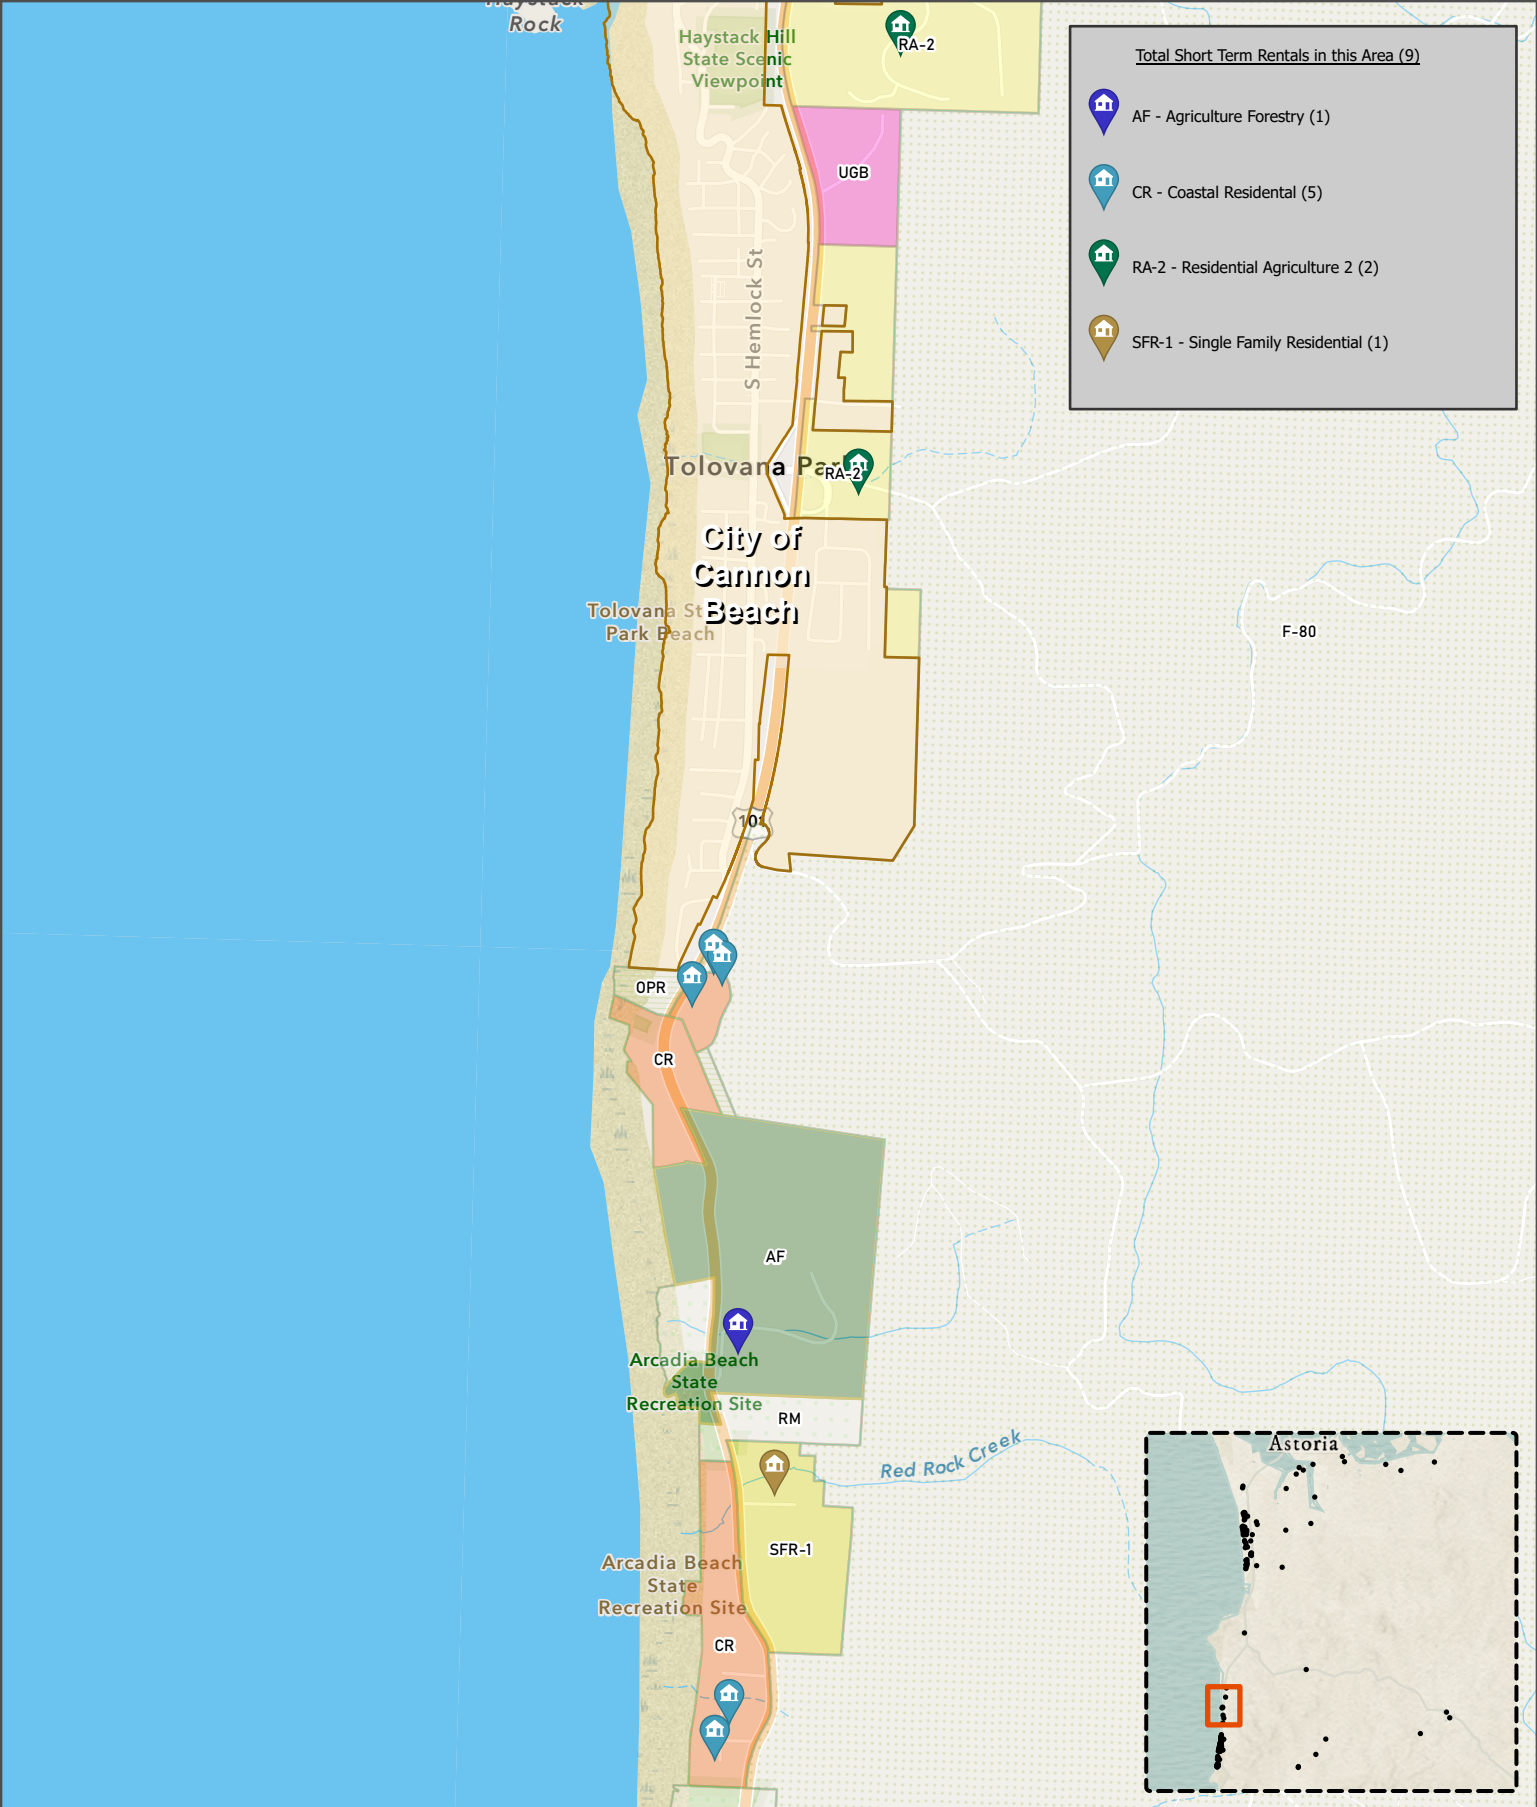 Haystack
Rock
Haystack Hill
State Scenic
Viewpoint
RA-2
Total Short Term Rentals in this Area (9)
AF - Agriculture Forestry (1)
CR - Coastal Residental (5)
RA-2 - Residential Agriculture 2 (2)
SFR-1 - Single Family Residential (1)
UGB
S Hemlock St
Tolovana Par
RA-2
City of
Cannon
Beach
Tolovana St
Park Beach
F-80
101
OPR
CR
AF
Arcadia Beach
State
Recreation Site
RM
Red Rock Creek
SFR-1
Arcadia Beach
State
Recreation Site
CR
Astoria